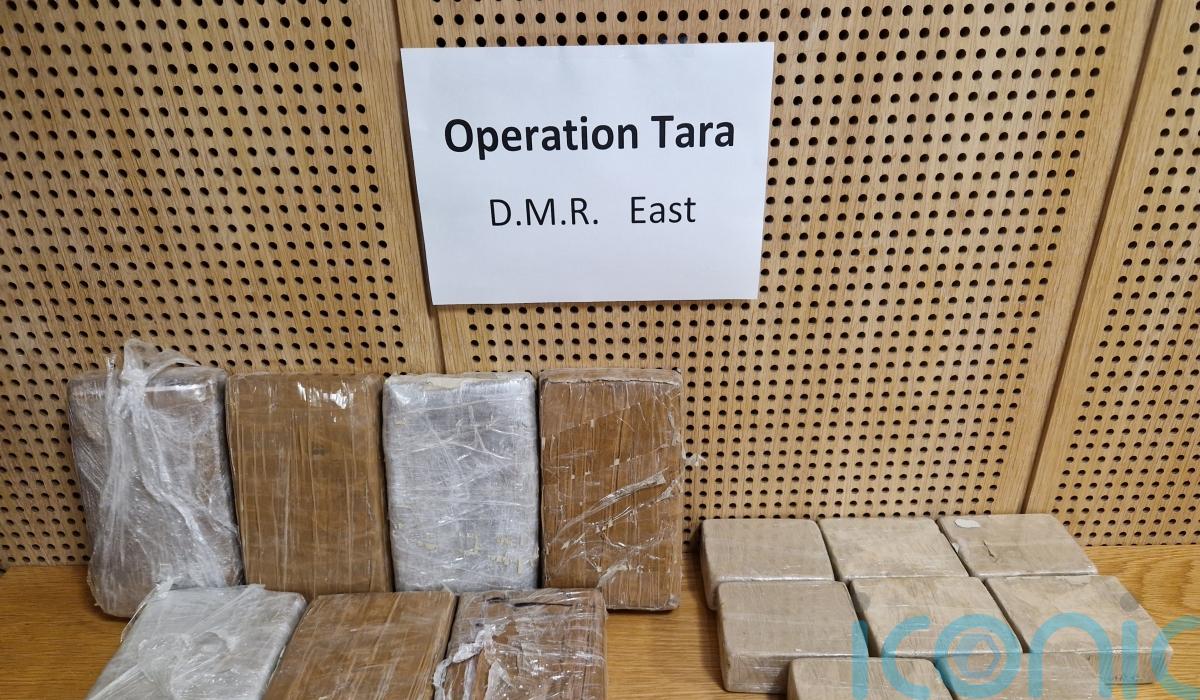 Operation Tara
D.M.R. East
iconic